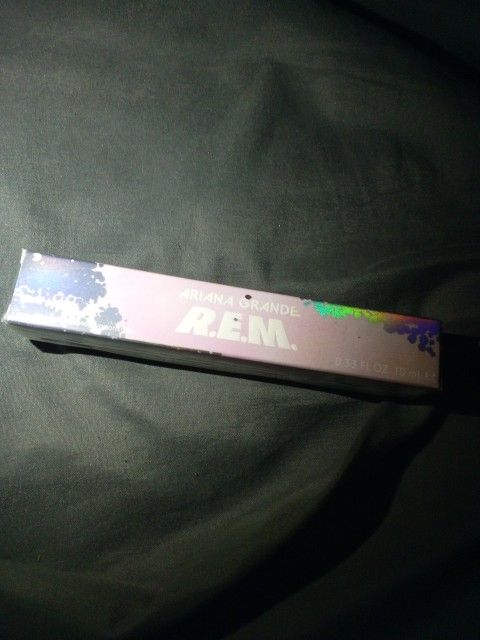 ARIANA GRANDE
R.E.M.
0.33 FL OZ 10 ml e